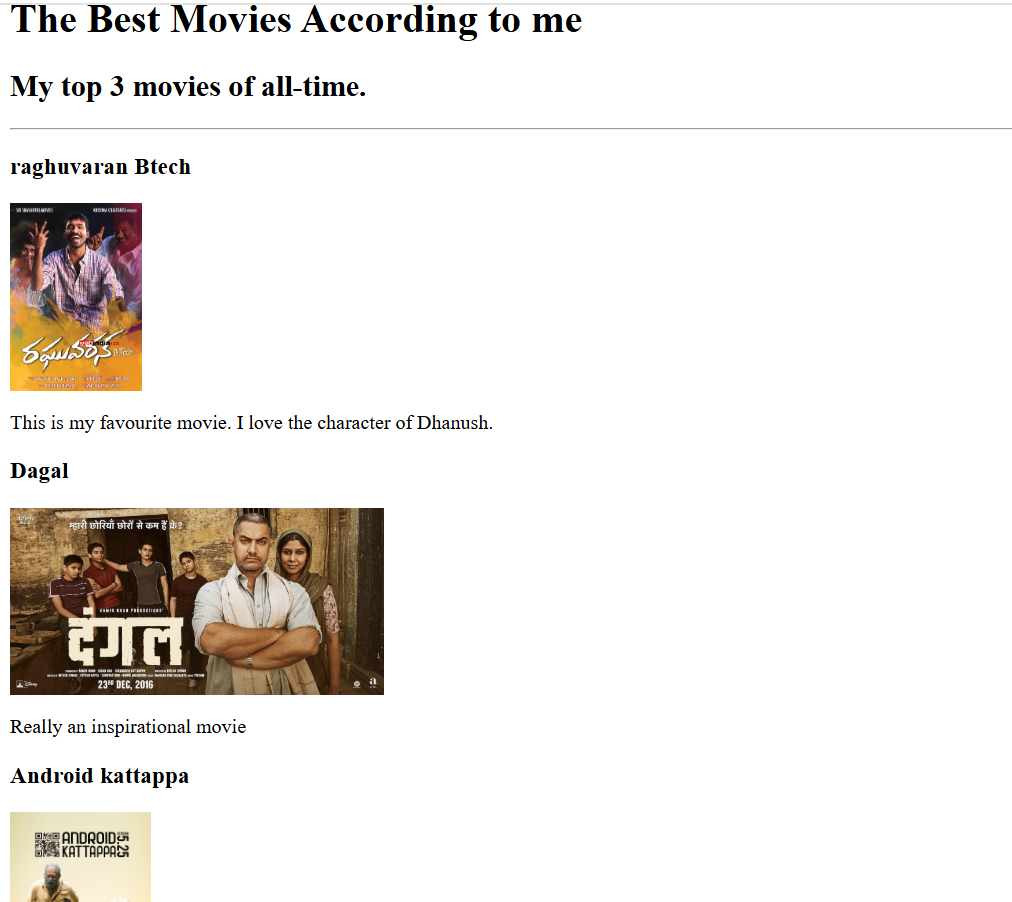 The Best Movies According to me
My top 3 movies of all-time.
raghuvaran Btech
రఘువరన్
B.Tech
This is my favourite movie. I love the character of Dhanush.
Dagal
म्हारी छोरियाँ छोरों से कम हैं के?
AAMIR KHAN PRODUCTIONS'
दंगल
23RD DEC, 2016
Disney
Really an inspirational movie
Android kattappa
ANDROID
KATTAPPA
VERSION
5.25